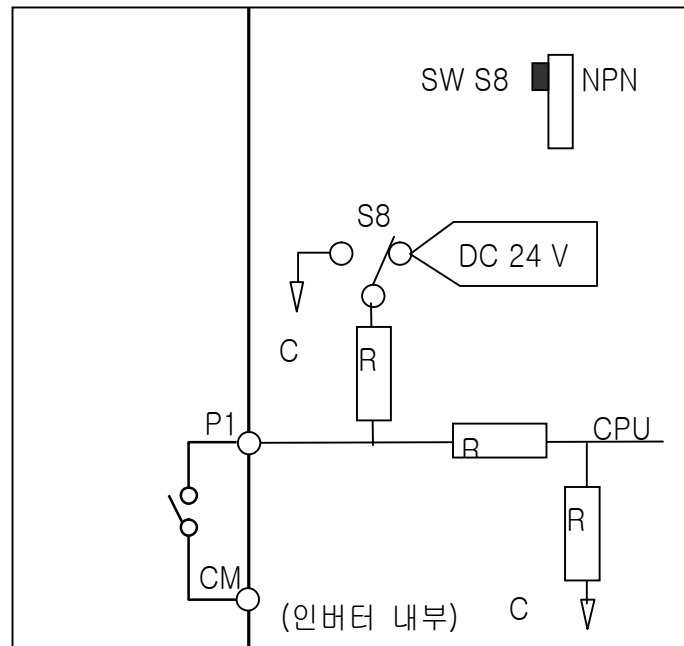 SW S8 NPN
S8
DC 24 V
C
R
P1
R
CPU
R
CM
(인버터 내부)
C